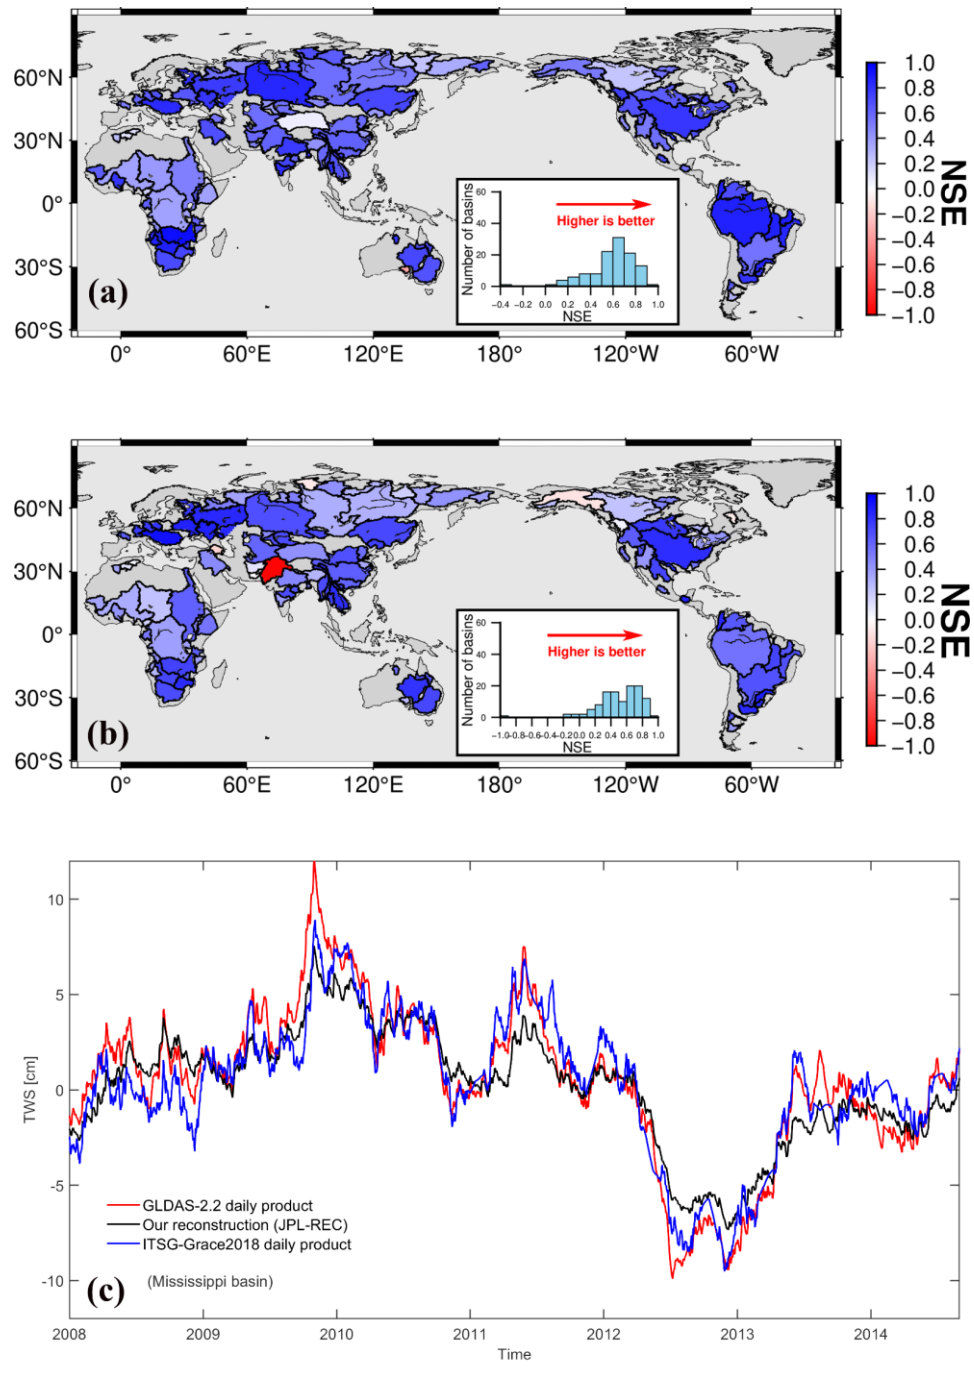 60°N
30°N
0°
30°S
60°S
0°
60°E
120°E
180°
120°W
60°W
(a)
Number of basins
60
40
20
0
Higher is better
−0.4 −0.2 0.0 0.2 0.4 0.6 0.8 1.0
NSE
1.0
0.8
0.6
0.4
0.2
0.0
−0.2
−0.4
−0.6
−0.8
−1.0
NSE
60°N
30°N
0°
30°S
60°S
0°
60°E
120°E
180°
120°W
60°W
(b)
Number of basins
60
40
20
0
Higher is better
−1.0−0.8−0.6−0.4−0.2 0.0 0.2 0.4 0.6 0.8 1.0
NSE
1.0
0.8
0.6
0.4
0.2
0.0
−0.2
−0.4
−0.6
−0.8
−1.0
NSE
TWS [cm]
10
5
0
-5
-10
GLDAS-2.2 daily product
Our reconstruction (JPL-REC)
ITSG-Grace2018 daily product
(c)
(Mississippi basin)
2008 2009 2010 2011 2012 2013 2014
Time